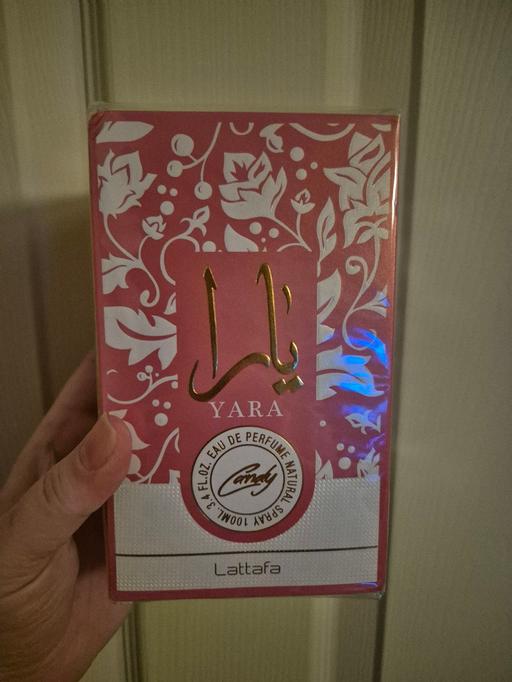 يارا
YARA
EAU DE PERFUME NATURAL SPRAY 100ML. 3.4 FL.OZ.
Candy
Lattafa